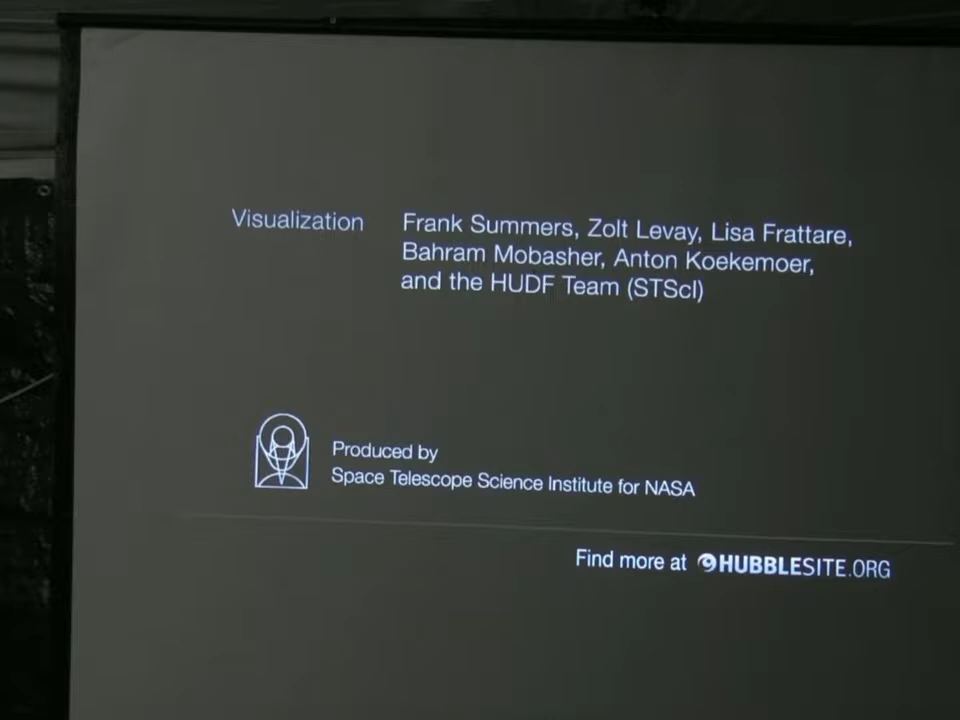 Visualization
Frank Summers, Zolt Levay, Lisa Frattare,
Bahram Mobasher, Anton Koekemoer,
and the HUDF Team (STScI)
Produced by
Space Telescope Science Institute for NASA
Find more at HUBBLESITE.ORG